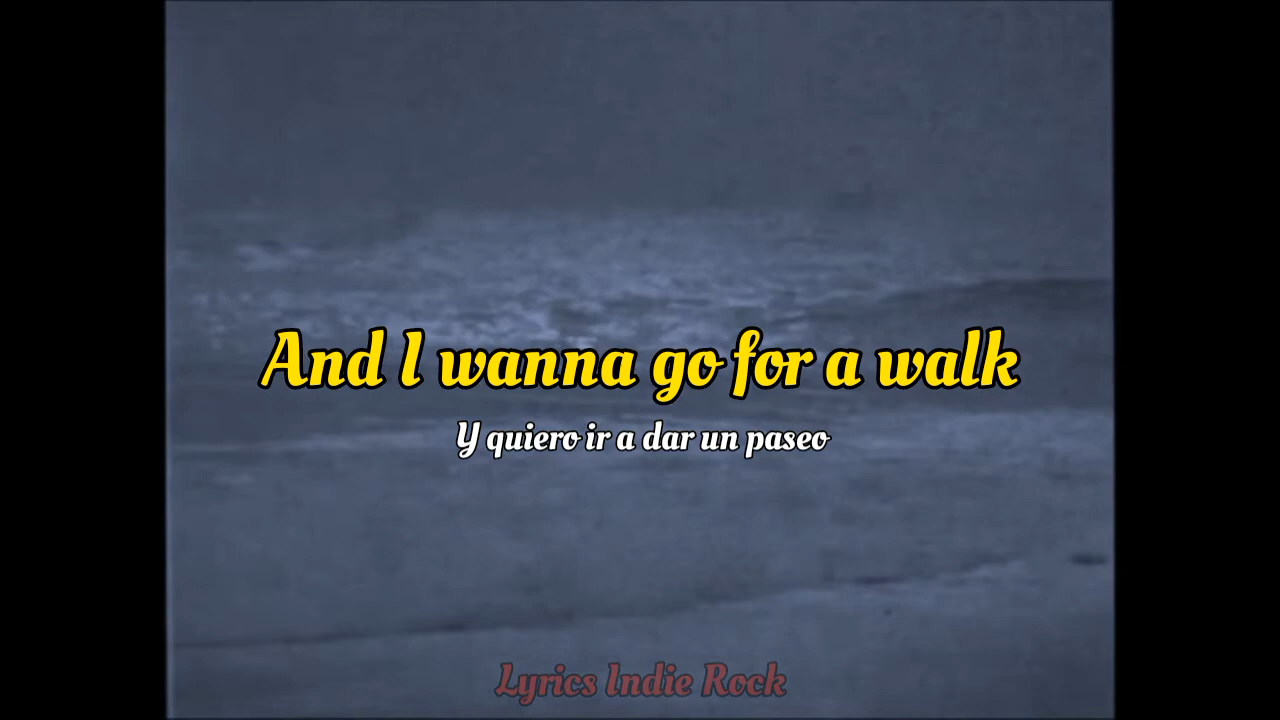 And I wanna go for a walk
Y quiero ir a dar un paseo
Lyrics Indie Rock